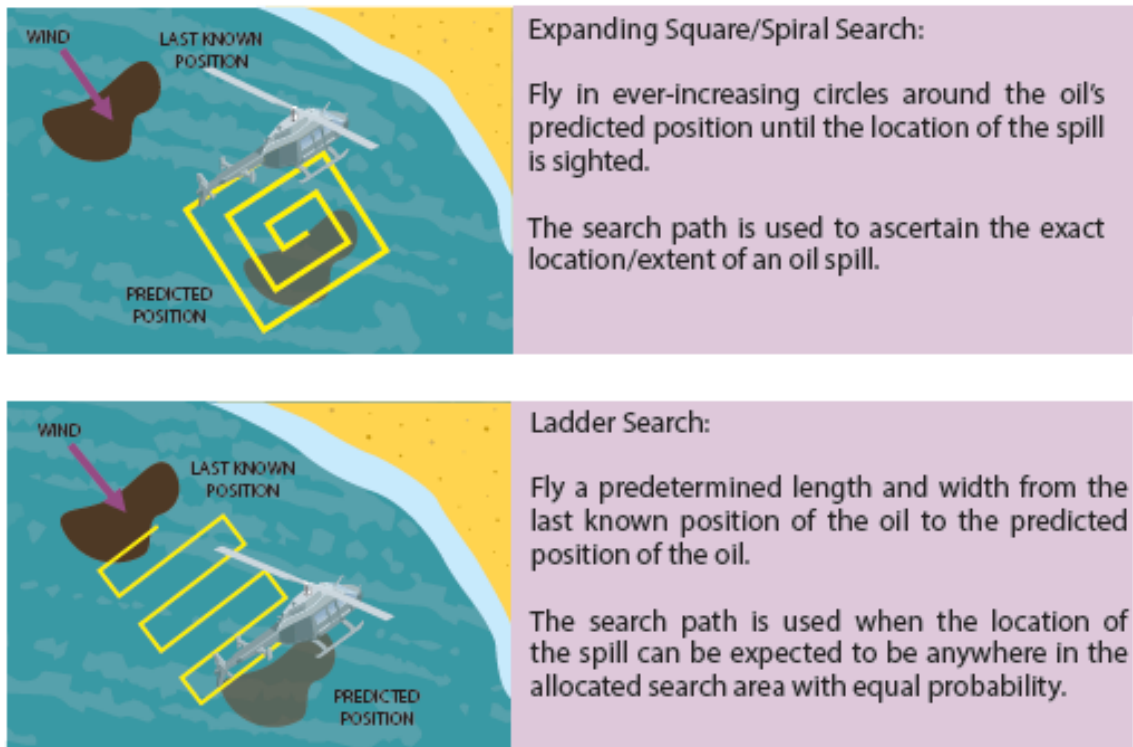 WIND
LAST KNOWN
POSITION
PREDICTED
POSITION
Expanding Square/Spiral Search:
Fly in ever-increasing circles around the oil's
predicted position until the location of the spill
is sighted.
The search path is used to ascertain the exact
location/extent of an oil spill.
WIND
LAST KNOWN
POSITION
PREDICTED
POSITION
Ladder Search:
Fly a predetermined length and width from the
last known position of the oil to the predicted
position of the oil.
The search path is used when the location of
the spill can be expected to be anywhere in the
allocated search area with equal probability.